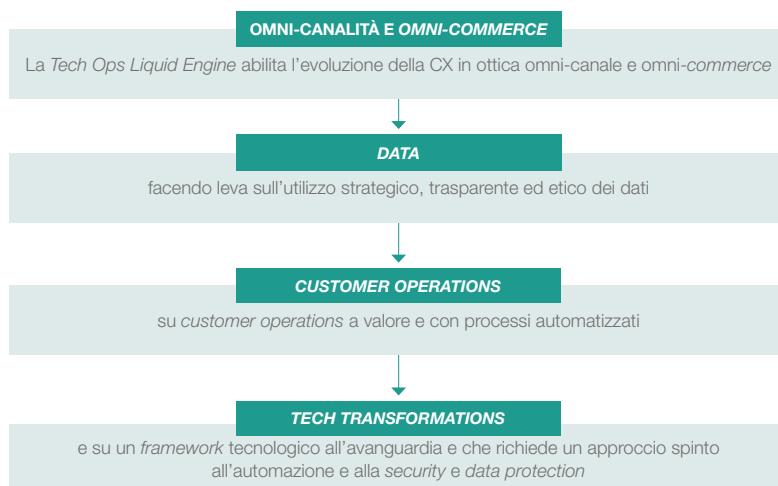 OMNI-CANALITÀ E OMNI-COMMERCE
La Tech Ops Liquid Engine abilita l'evoluzione della CX in ottica omni-canale e omni-commerce
DATA
facendo leva sull'utilizzo strategico, trasparente ed etico dei dati
CUSTOMER OPERATIONS
su customer operations a valore e con processi automatizzati
TECH TRANSFORMATIONS
e su un framework tecnologico all'avanguardia e che richiede un approccio spinto
all'automazione e alla security e data protection